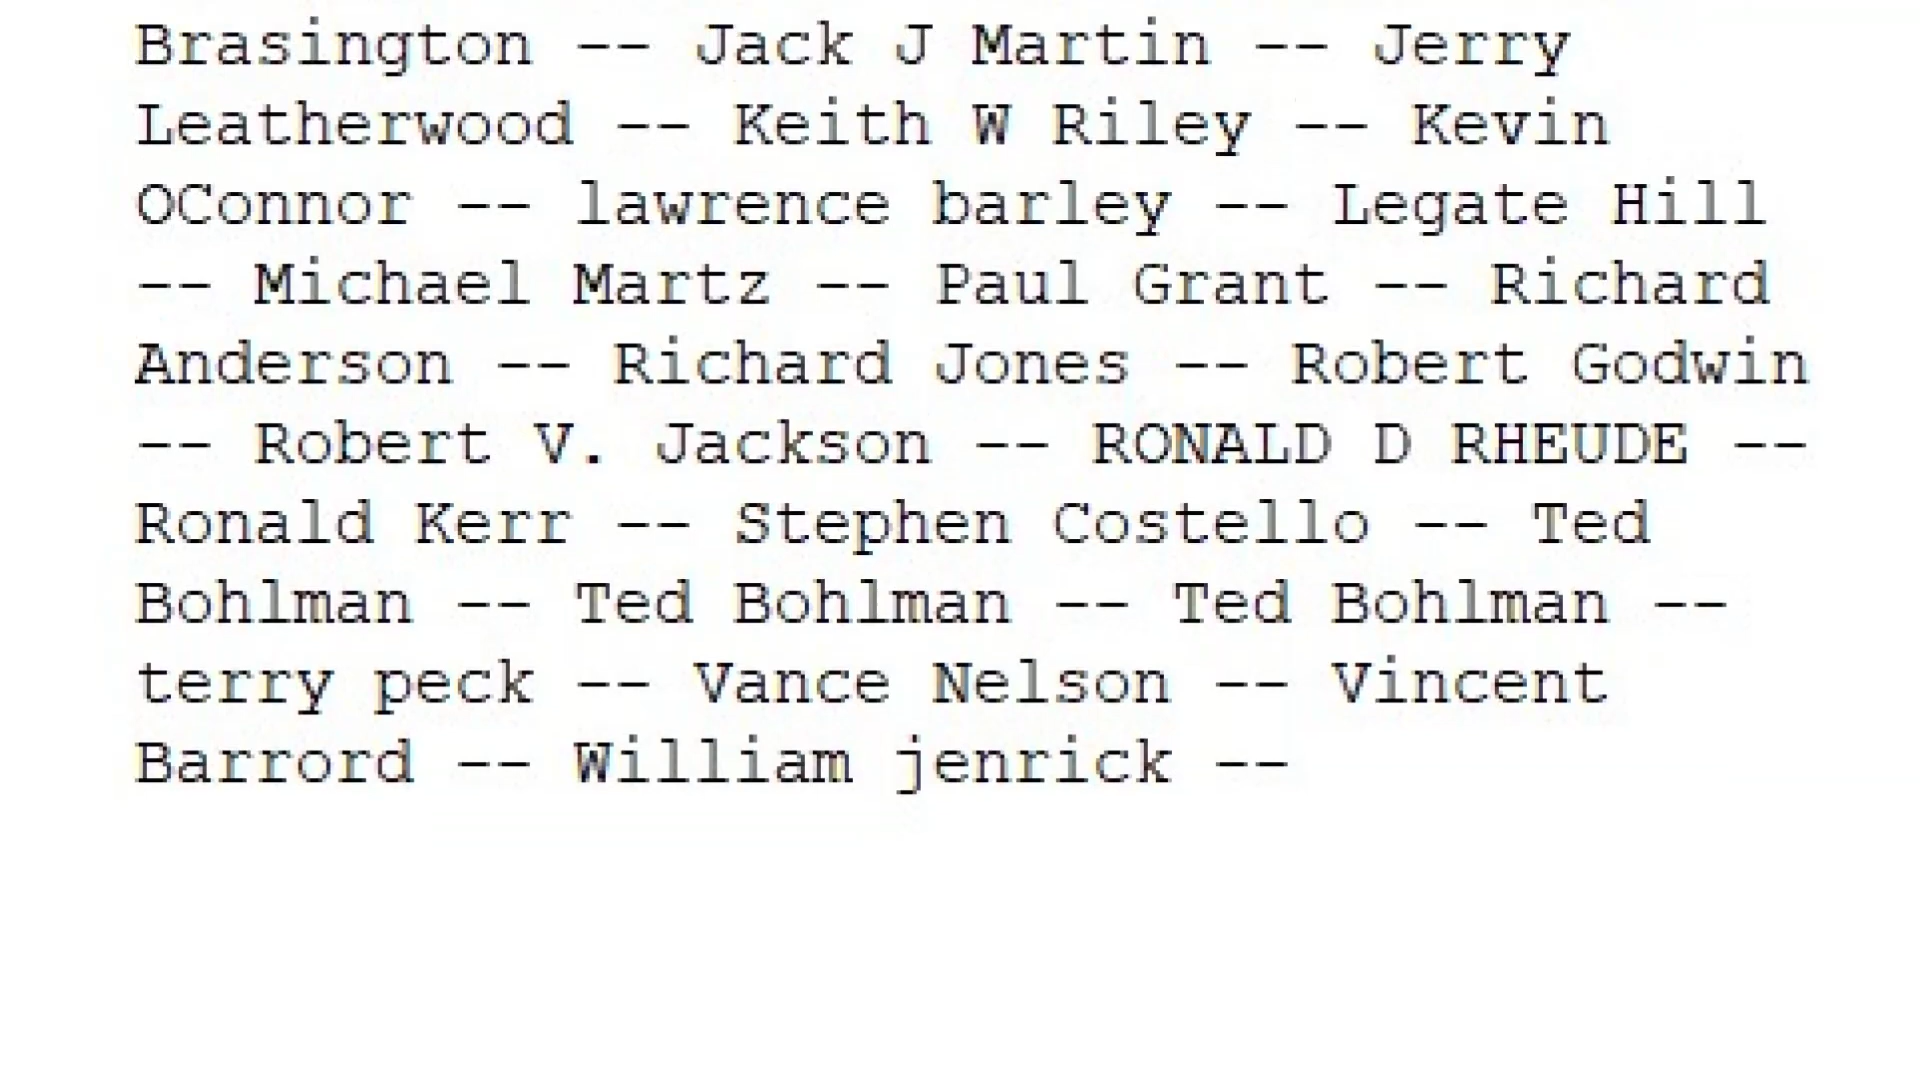 Brasington -- Jack J Martin -- Jerry
Leatherwood -- Keith W Riley -- Kevin
OConnor -- lawrence barley -- Legate Hill
-- Michael Martz -- Paul Grant -- Richard
Anderson -- Richard Jones -- Robert Godwin
-- Robert V. Jackson -- RONALD D RHEUDE --
Ronald Kerr -- Stephen Costello -- Ted
Bohlman -- Ted Bohlman -- Ted Bohlman --
terry peck -- Vance Nelson -- Vincent
Barrord -- William jenrick --